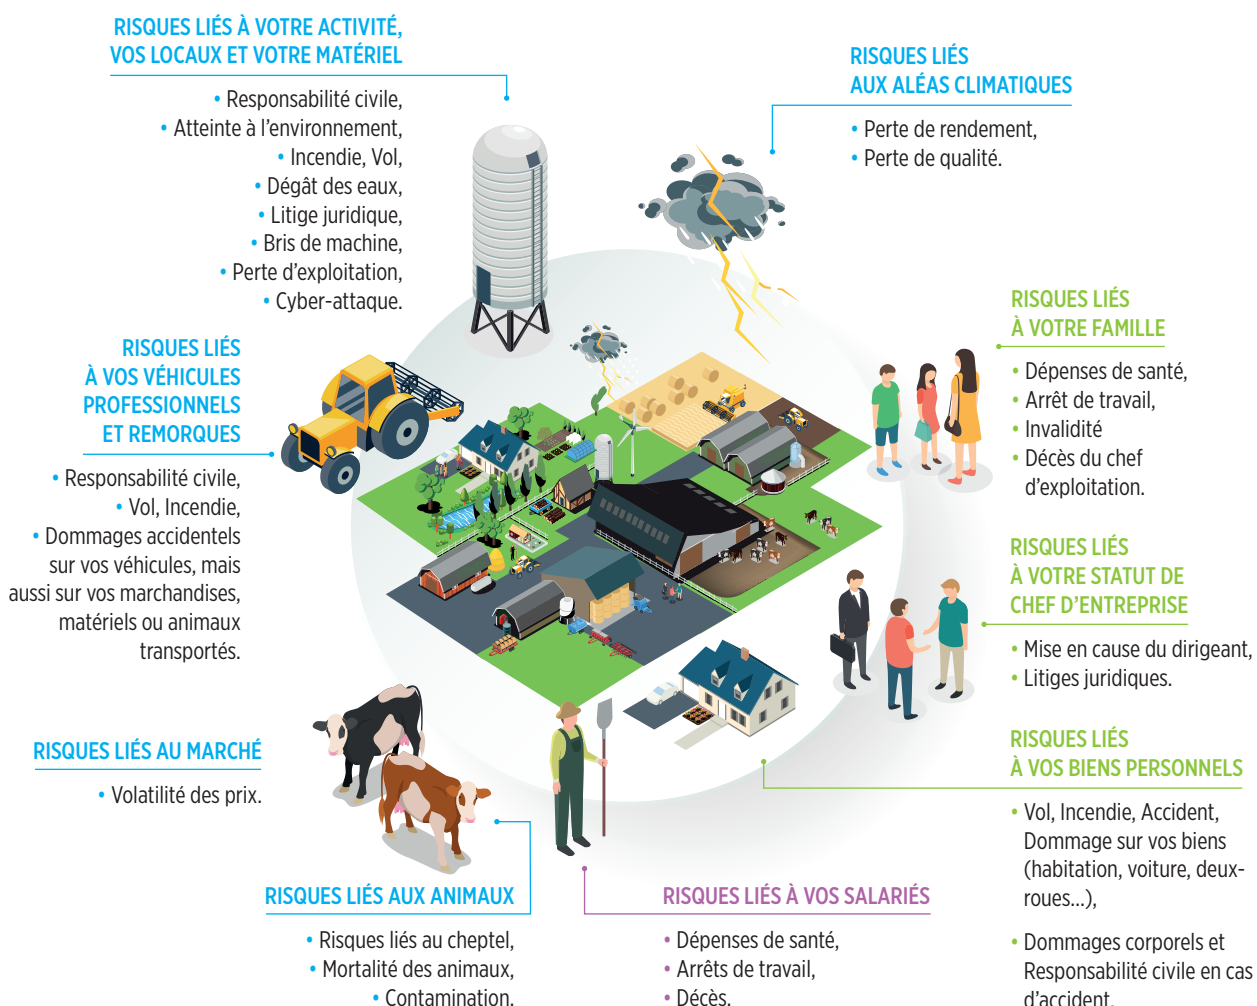 RISQUES LIÉS À VOTRE ACTIVITÉ,
VOS LOCAUX ET VOTRE MATÉRIEL
• Responsabilité civile,
• Atteinte à l'environnement,
• Incendie, Vol,
• Dégât des eaux,
• Litige juridique,
• Bris de machine,
• Perte d'exploitation,
• Cyber-attaque.
RISQUES LIÉS
AUX ALÉAS CLIMATIQUES
• Perte de rendement,
• Perte de qualité.
RISQUES LIÉS
À VOTRE FAMILLE
• Dépenses de santé,
• Arrêt de travail,
• Invalidité
• Décès du chef
d'exploitation.
RISQUES LIÉS
À VOS VÉHICULES
PROFESSIONNELS
ET REMORQUES
• Responsabilité civile,
• Vol, Incendie,
• Dommages accidentels
sur vos véhicules, mais
aussi sur vos marchandises,
matériels ou animaux
transportés.
RISQUES LIÉS
À VOTRE STATUT DE
CHEF D'ENTREPRISE
• Mise en cause du dirigeant,
• Litiges juridiques.
RISQUES LIÉS AU MARCHÉ
• Volatilité des prix.
RISQUES LIÉS
À VOS BIENS PERSONNELS
• Vol, Incendie, Accident,
Dommage sur vos biens
(habitation, voiture, deux-
roues...),
• Dommages corporels et
Responsabilité civile en cas
d'accident.
RISQUES LIÉS AUX ANIMAUX
• Risques liés au cheptel,
• Mortalité des animaux,
• Contamination.
RISQUES LIÉS À VOS SALARIÉS
• Dépenses de santé,
• Arrêts de travail,
• Décès.